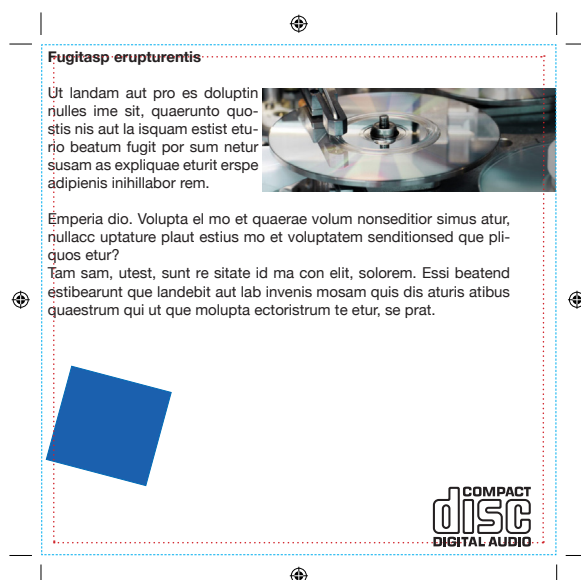 Fugitasp erupturentis
Ut landam aut pro es doluptin
nulles ime sit, quaerunto quo-
stis nis aut la isquam estist etu-
rio beatum fugit por sum netur
susam as expliquae eturit erspe
adipienis inihillabor rem.
Emperia dio. Volupta el mo et quaerae volum nonseditior simus atur,
nullacc uptature plaut estius mo et voluptatem senditionsed que pli-
quos etur?
Tam sam, utest, sunt re sitate id ma con elit, solorem. Essi beatend
estibearunt que landebit aut lab invenis mosam quis dis aturis atibus
quaestrum qui ut que molupta ectoristrum te etur, se prat.
COMPACT
disc
DIGITAL AUDIO